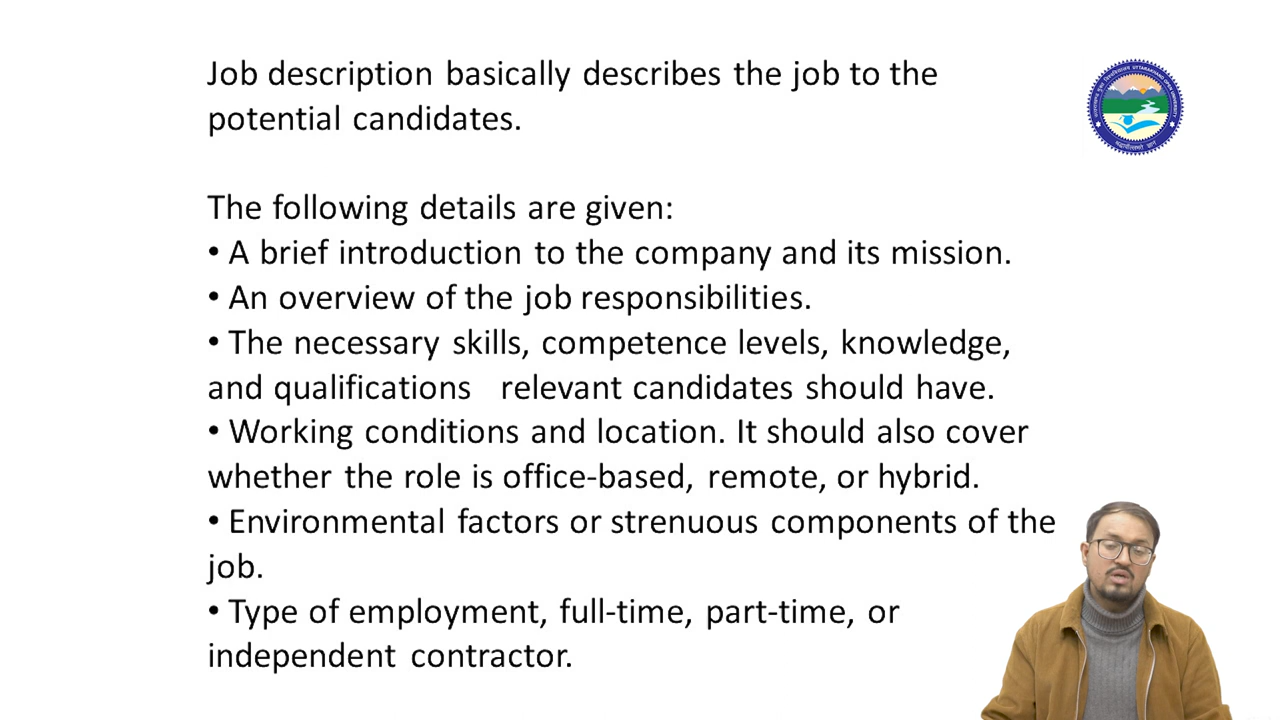 Job description basically describes the job to the
potential candidates.
The following details are given:
• A brief introduction to the company and its mission.
• An overview of the job responsibilities.
• The necessary skills, competence levels, knowledge,
and qualifications   relevant candidates should have.
• Working conditions and location. It should also cover
whether the role is office-based, remote, or hybrid.
• Environmental factors or strenuous components of the
job.
• Type of employment, full-time, part-time, or
independent contractor.